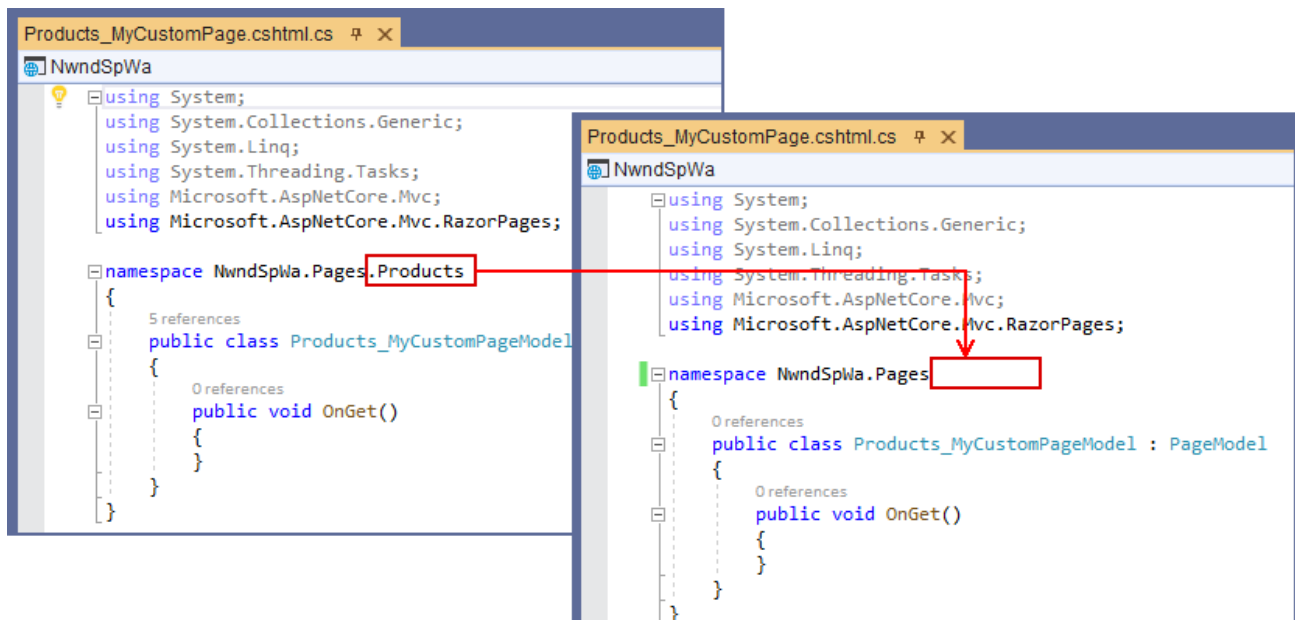 Products_MyCustomPage.cshtml.cs
NwndSpWa
using System;
using System.Collections.Generic;
using System.Linq;
using System.Threading.Tasks;
using Microsoft.AspNetCore.Mvc;
using Microsoft.AspNetCore.Mvc.RazorPages;
namespace NwndSpWa.Pages.Products
{
5 references
public class Products_MyCustomPageModel
{
0 references
public void OnGet()
{
}
}
}
Products_MyCustomPage.cshtml.cs
NwndSpWa
using System;
using System.Collections.Generic;
using System.Linq;
using System.Threading.Tasks;
using Microsoft.AspNetCore.Mvc;
using Microsoft.AspNetCore.Mvc.RazorPages;
namespace NwndSpWa.Pages
{
0 references
public class Products_MyCustomPageModel : PageModel
{
0 references
public void OnGet()
{
}
}
}